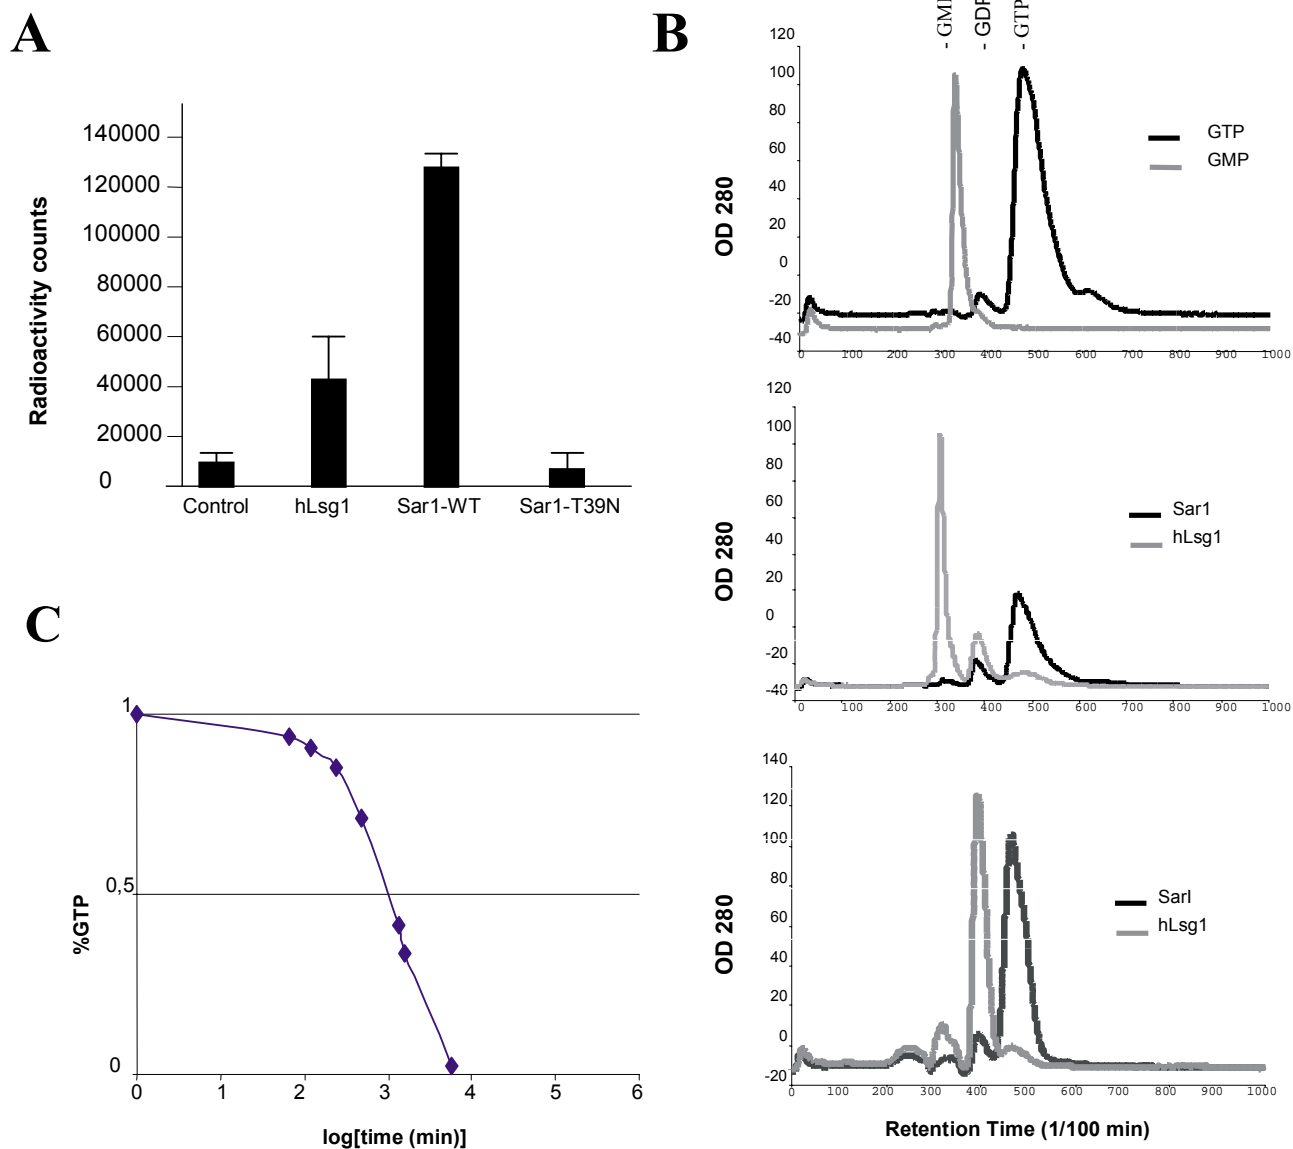 A
140000
120000
100000
80000
60000
40000
20000
0
Radioactivity counts
Control hLsg1 Sar1-WT Sar1-T39N
B
- GTP
120
100
80
60
40
20
0
-20
-40
OD 280
GTP
GMP
0 100 200 300 400 500 600 700 800 900 1000
120
100
80
60
40
20
0
-20
-40
OD 280
Sar1
hLsg1
0 100 200 300 400 500 600 700 800 900 1000
140
120
100
80
60
40
20
0
-20
OD 280
SarI
hLsg1
0 100 200 300 400 500 600 700 800 900 1000
Retention Time (1/100 min)
C
1
0,5
0
%GTP
0 1 2 3 4 5 6
log[time (min)]